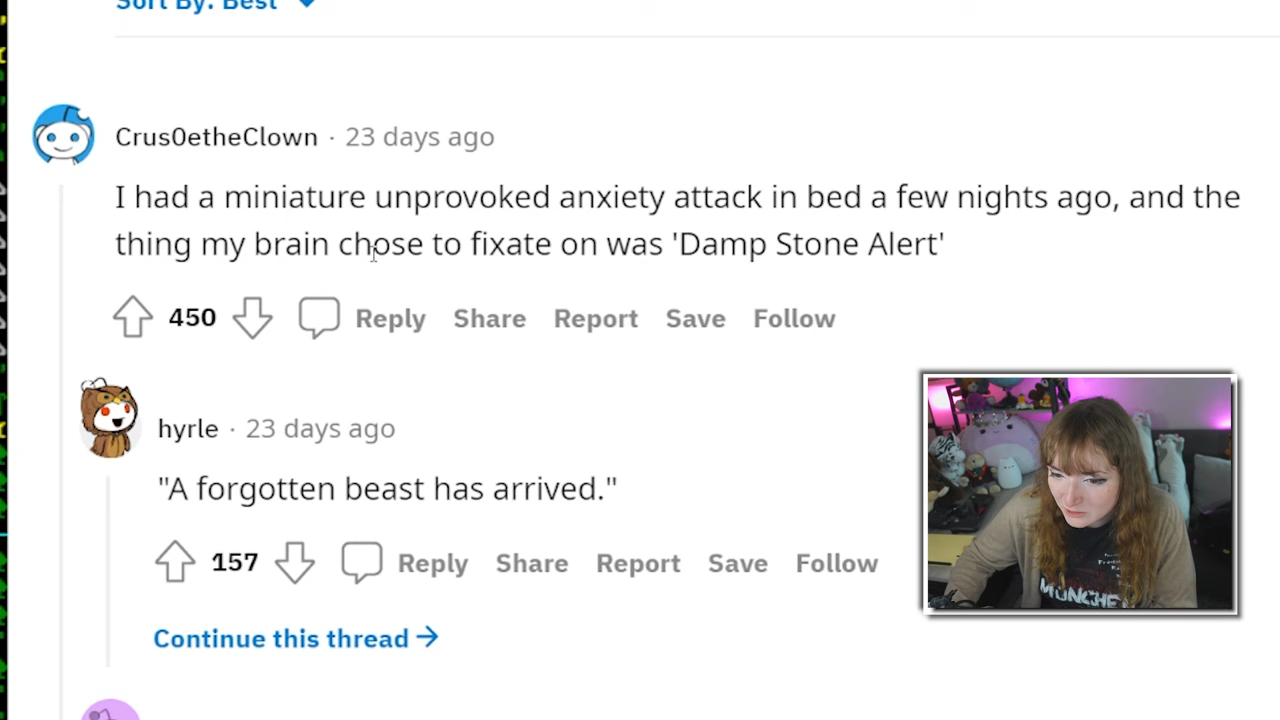 Sort By: Best
Crus0etheClown · 23 days ago
I had a miniature unprovoked anxiety attack in bed a few nights ago, and the
thing my brain chose to fixate on was 'Damp Stone Alert'
450 Reply Share Report Save Follow
hyrle · 23 days ago
"A forgotten beast has arrived."
157 Reply Share Report Save Follow
Continue this thread →